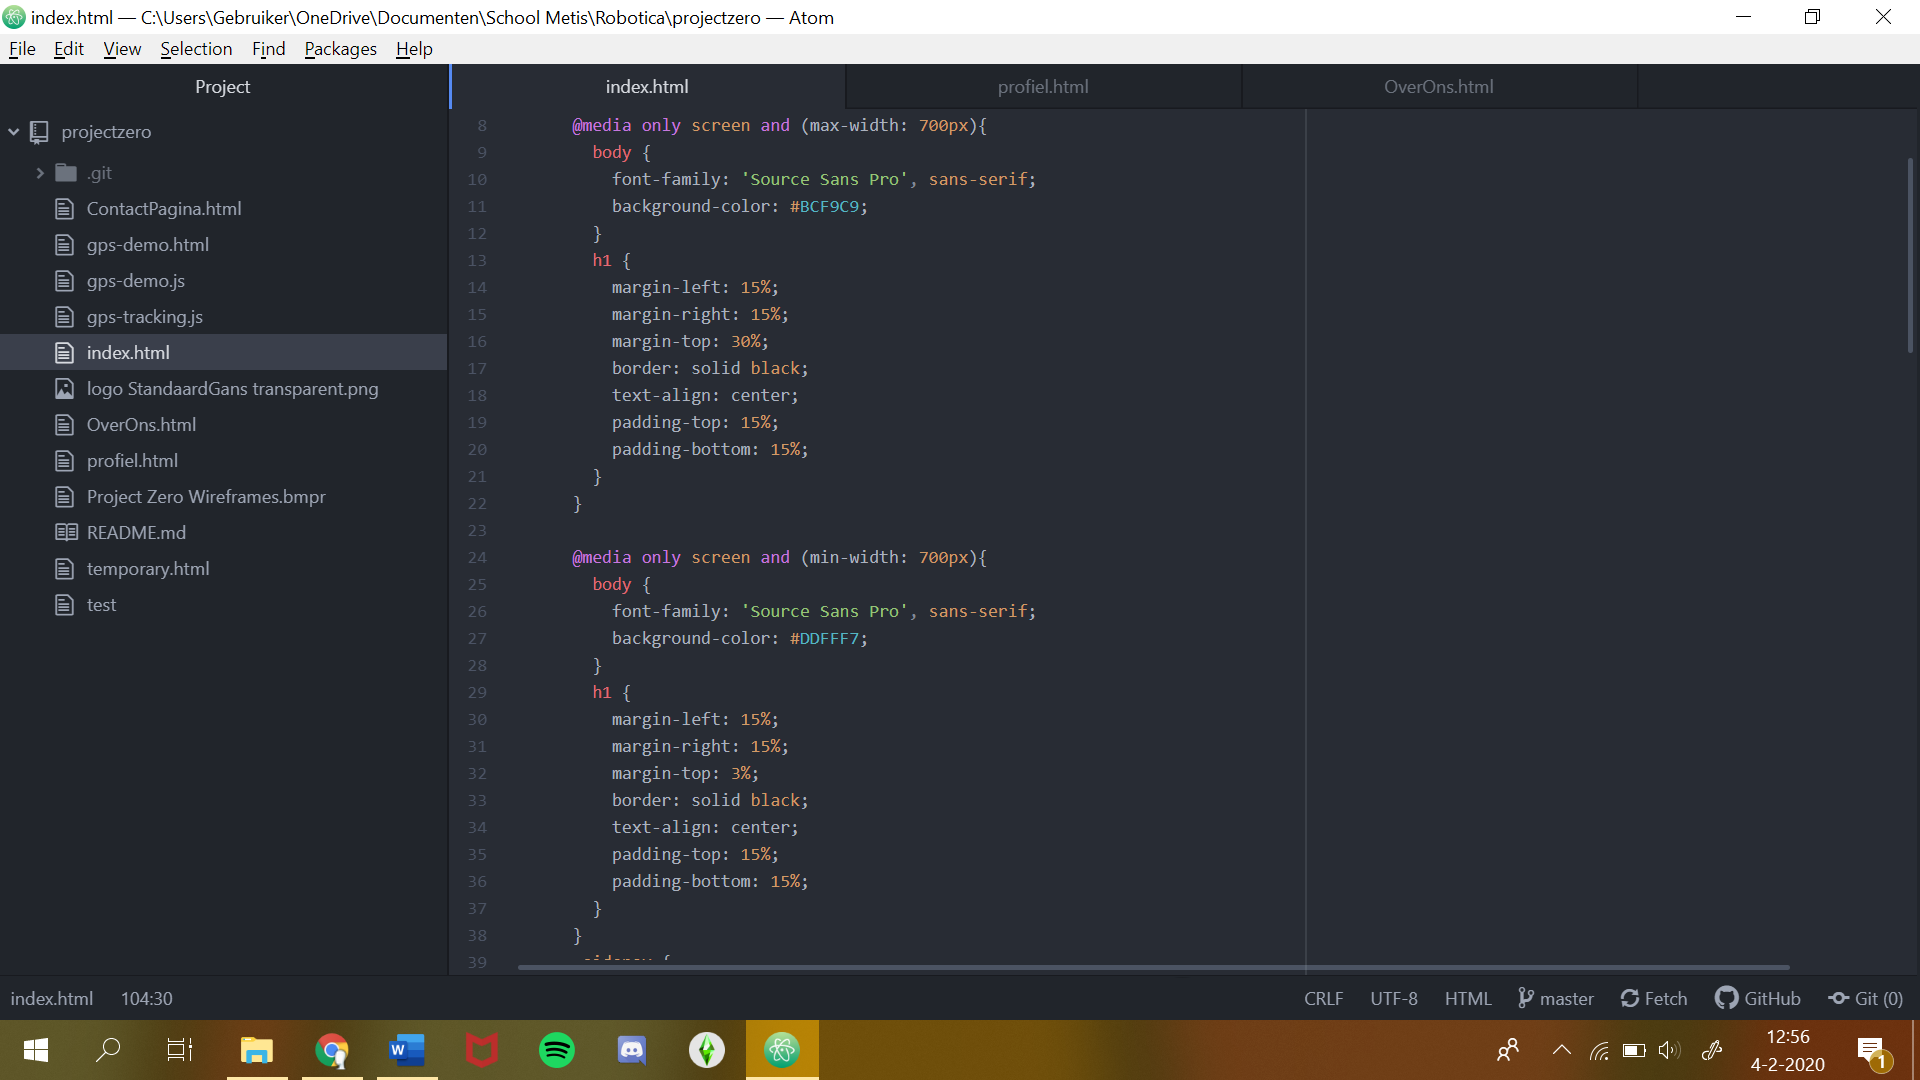 index.html — C:\Users\Gebruiker\OneDrive\Documenten\School Metis\Robotica\projectzero — Atom
File Edit View Selection Find Packages Help
Project
projectzero
.git
ContactPagina.html
gps-demo.html
gps-demo.js
gps-tracking.js
index.html
logo StandaardGans transparent.png
OverOns.html
profiel.html
Project Zero Wireframes.bmpr
README.md
temporary.html
test
index.html profiel.html OverOns.html
8 @media only screen and (max-width: 700px){
9 body {
10 font-family: 'Source Sans Pro', sans-serif;
11 background-color: #BCF9C9;
12 }
13 h1 {
14 margin-left: 15%;
15 margin-right: 15%;
16 margin-top: 30%;
17 border: solid black;
18 text-align: center;
19 padding-top: 15%;
20 padding-bottom: 15%;
21 }
22 }
23
24 @media only screen and (min-width: 700px){
25 body {
26 font-family: 'Source Sans Pro', sans-serif;
27 background-color: #DDFFF7;
28 }
29 h1 {
30 margin-left: 15%;
31 margin-right: 15%;
32 margin-top: 3%;
33 border: solid black;
34 text-align: center;
35 padding-top: 15%;
36 padding-bottom: 15%;
37 }
38 }
39
index.html 104:30 CRLF UTF-8 HTML master Fetch GitHub Git (0)
W
12:56
4-2-2020
1